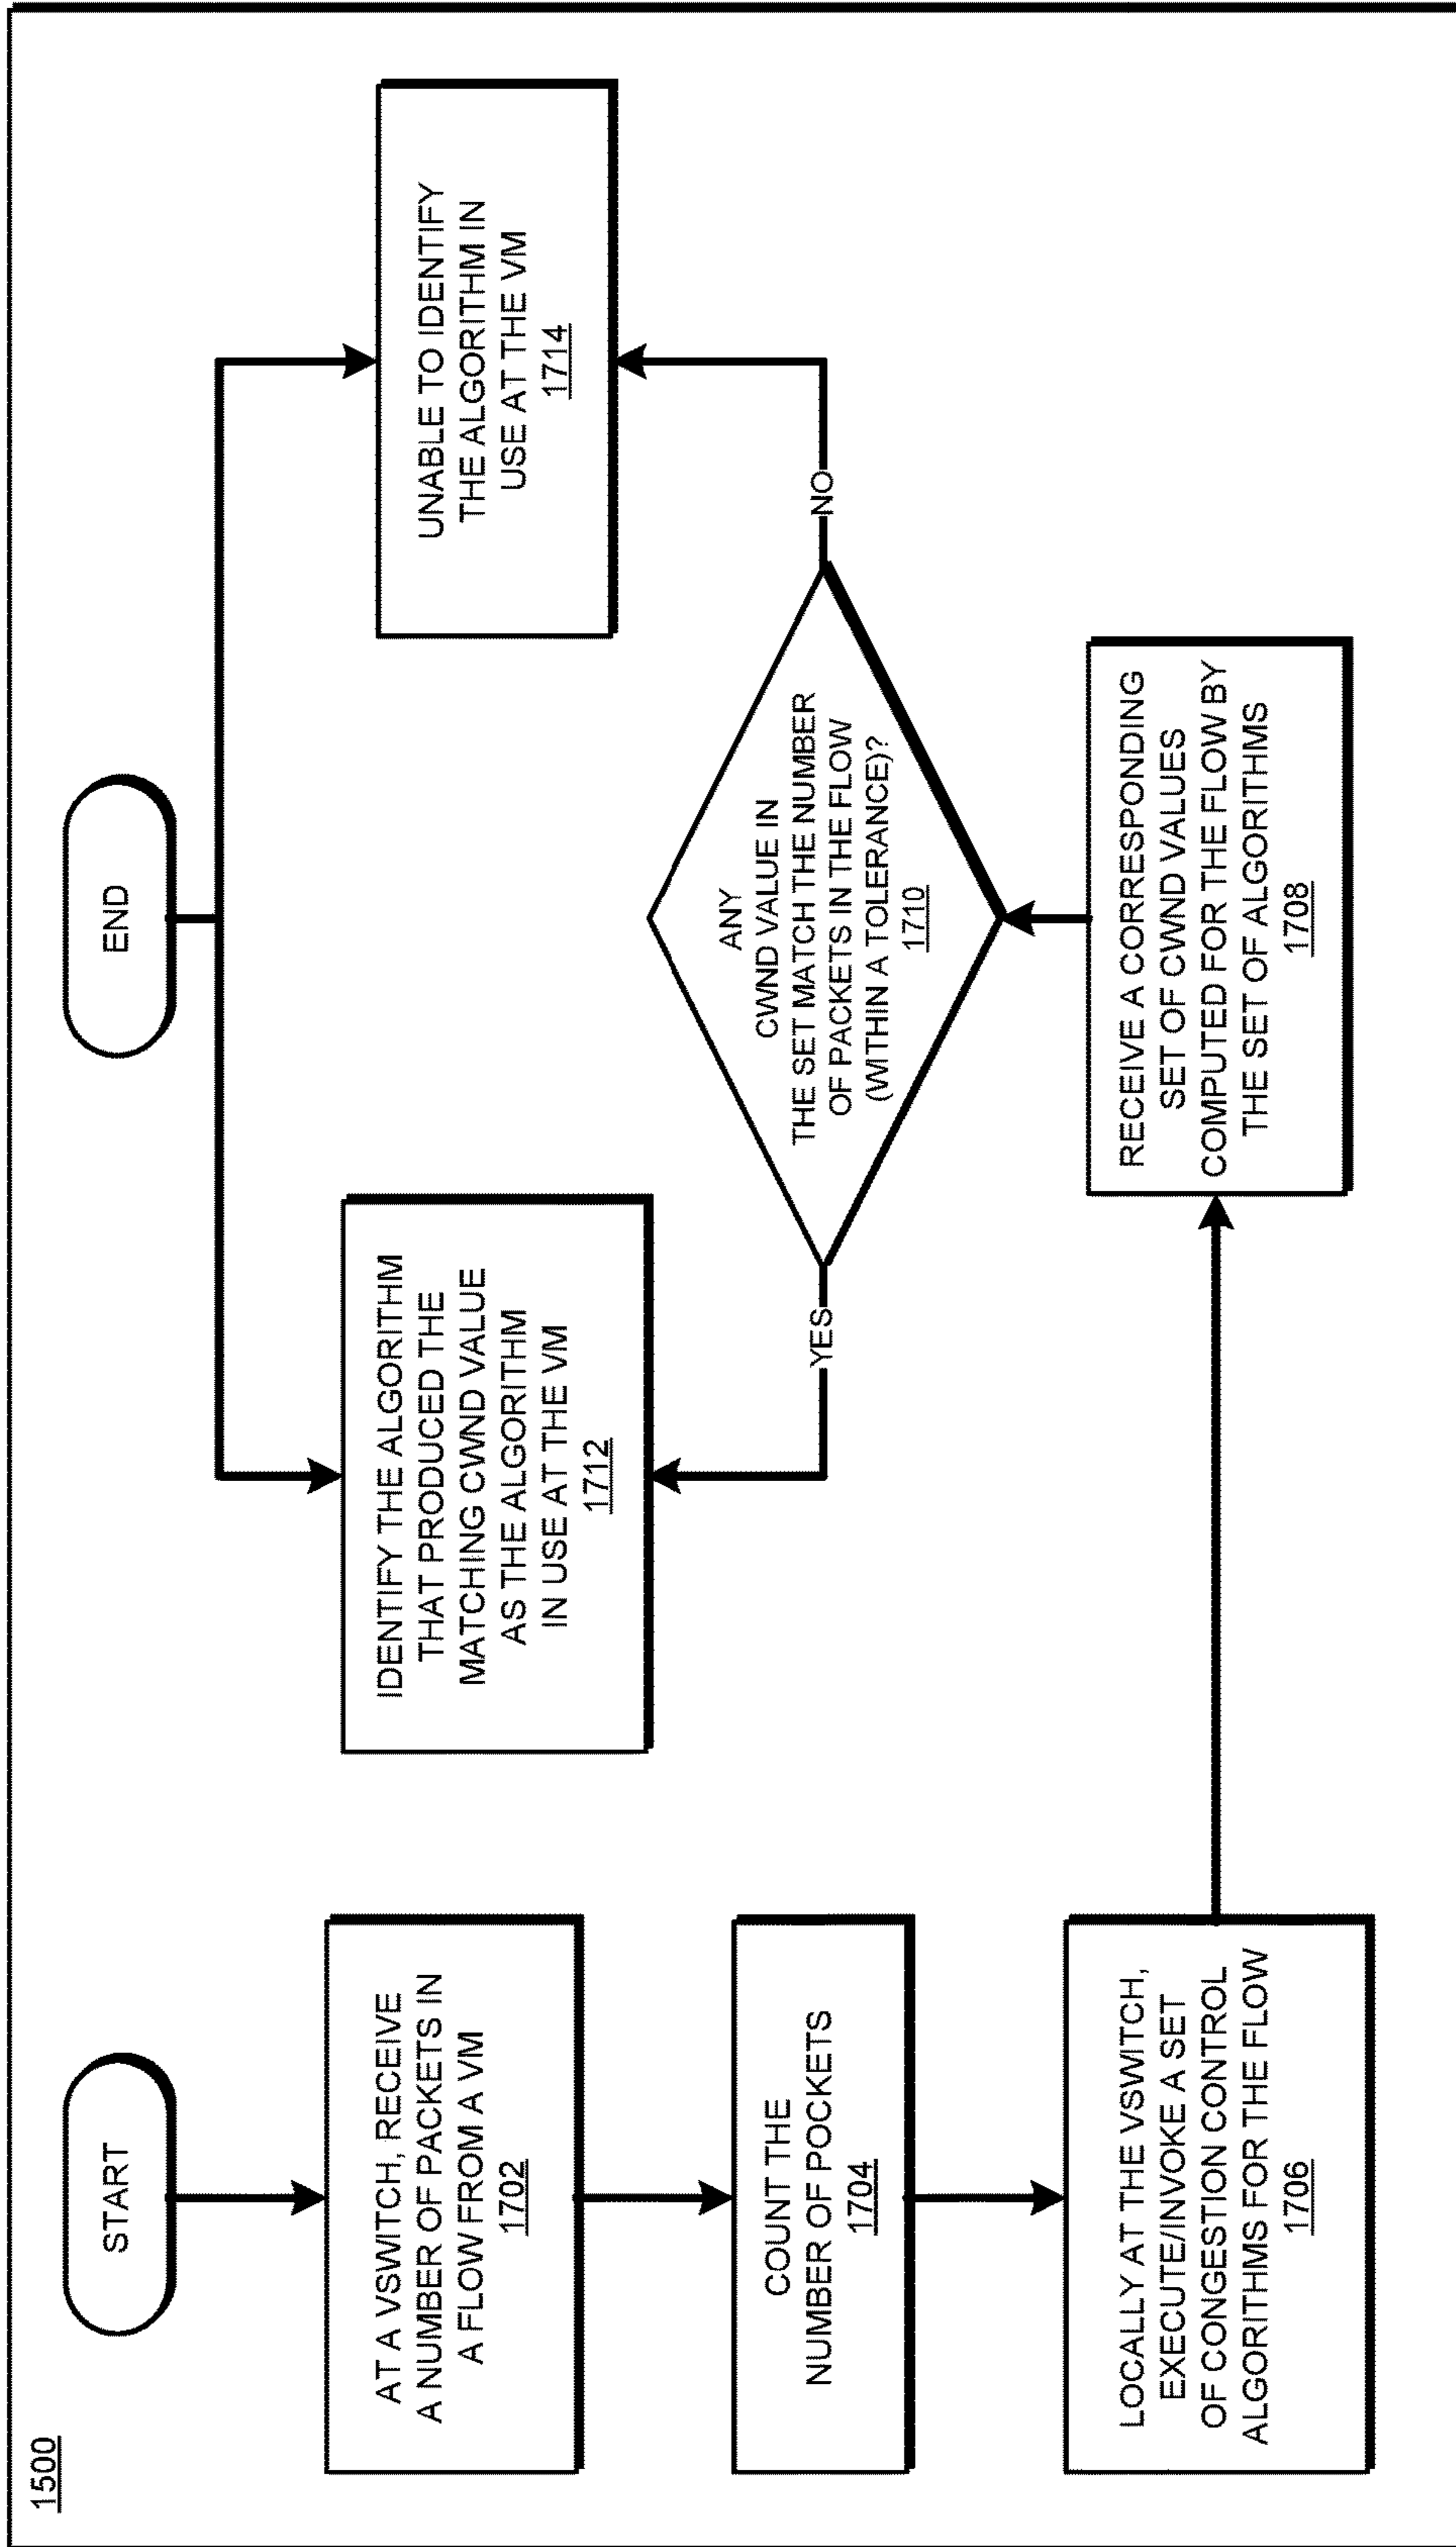 1500
START
AT A VSWITCH, RECEIVE
A NUMBER OF PACKETS IN
A FLOW FROM A VM
1702
COUNT THE
NUMBER OF POCKETS
1704
LOCALLY AT THE VSWITCH,
EXECUTE/INVOKE A SET
OF CONGESTION CONTROL
ALGORITHMS FOR THE FLOW
1706
RECEIVE A CORRESPONDING
SET OF CWND VALUES
COMPUTED FOR THE FLOW BY
THE SET OF ALGORITHMS
1708
ANY
CWND VALUE IN
THE SET MATCH THE NUMBER
OF PACKETS IN THE FLOW
(WITHIN A TOLERANCE)?
1710
YES
NO
IDENTIFY THE ALGORITHM
THAT PRODUCED THE
MATCHING CWND VALUE
AS THE ALGORITHM
IN USE AT THE VM
1712
UNABLE TO IDENTIFY
THE ALGORITHM IN
USE AT THE VM
1714
END